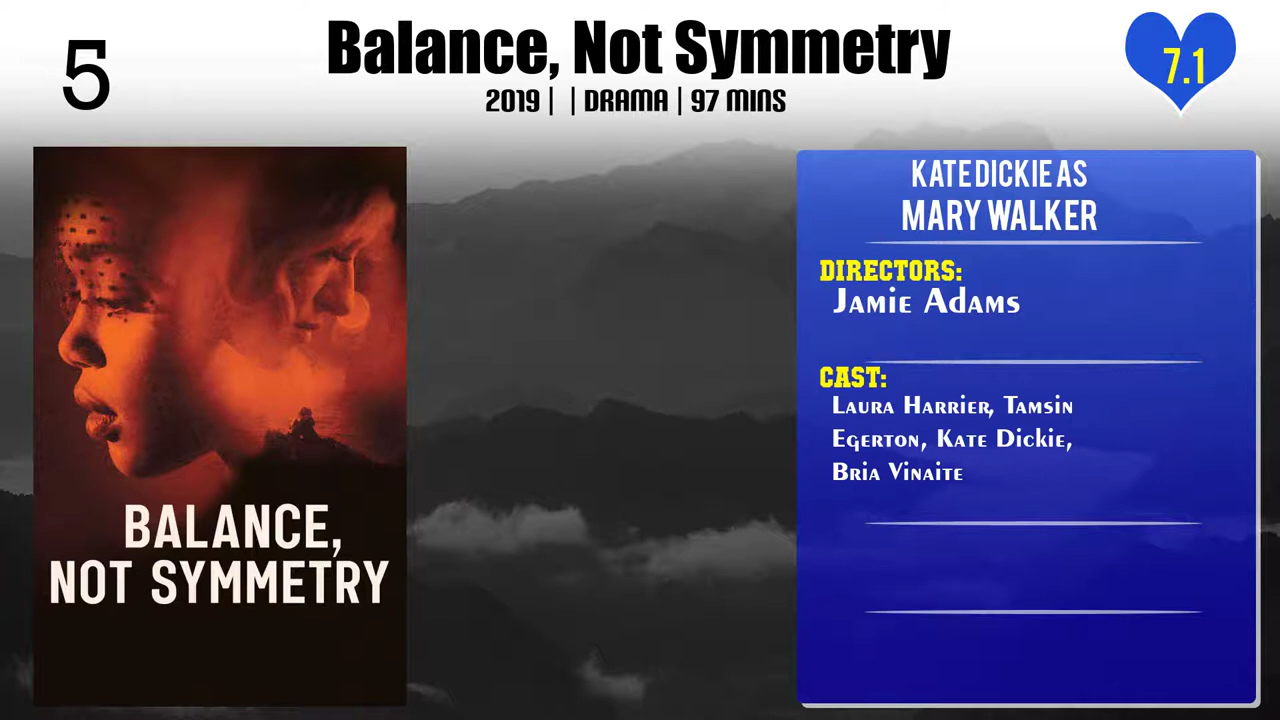 5
Balance, Not Symmetry
7.1
2019 | | DRAMA | 97 MINS
BALANCE,
NOT SYMMETRY
KATE DICKIE AS
MARY WALKER
DIRECTORS:
Jamie Adams
CAST:
Laura Harrier, Tamsin
Egerton, Kate Dickie,
Bria Vinaite